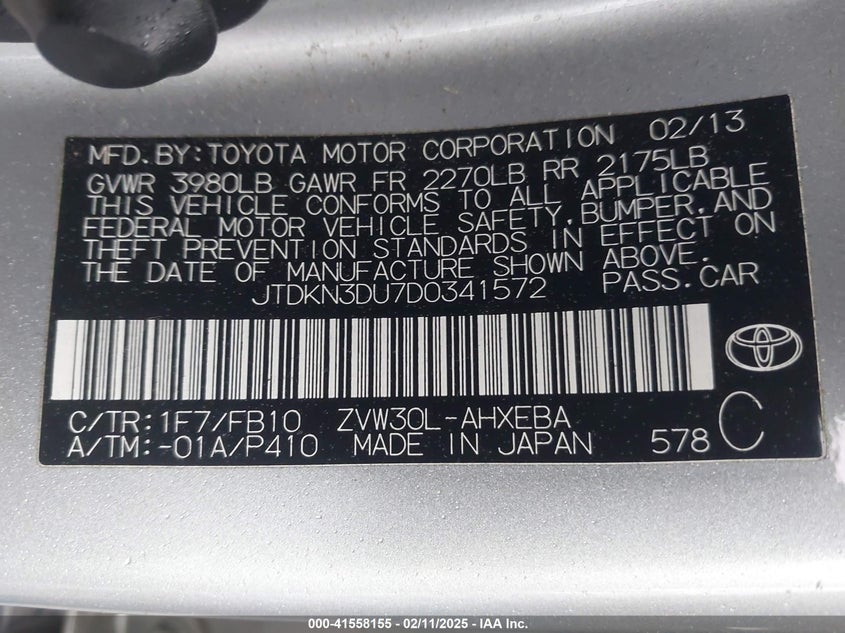 MFD.BY:TOYOTA MOTOR CORPORATION 02/13
GVWR 3980LB GAWR FR 2270LB RR 2175LB
THIS VEHICLE CONFORMS TO ALL APPLICABLE
FEDERAL MOTOR VEHICLE SAFETY,BUMPER,AND
THEFT PREVENTION STANDARDS IN EFFECT ON
THE DATE OF MANUFACTURE SHOWN ABOVE.
JTDKN3DU7D0341572 PASS.CAR
C/TR:1F7/FB10 ZVW30L-AHXEBA
A/TM:-01A/P410 MADE IN JAPAN 578 C
000-41558155 - 02/11/2025 - IAA Inc.